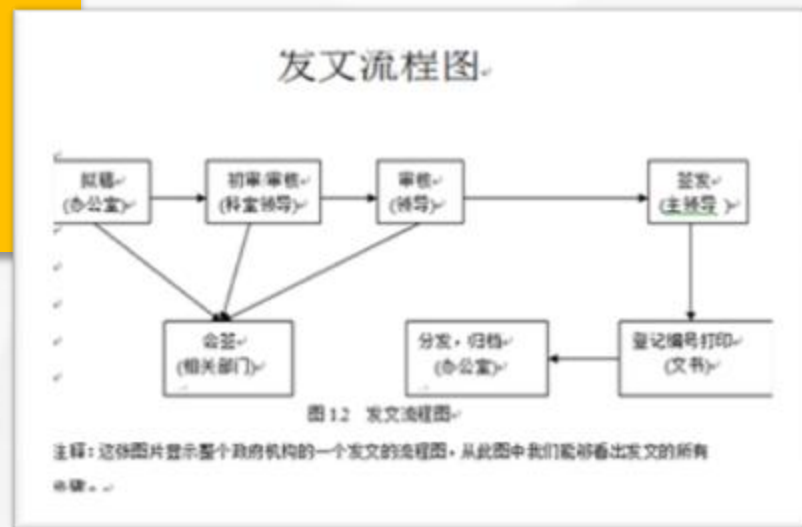 发文流程图
拟稿
(办公室)
初审/审核
(科室领导)
审核
(领导)
签发
(主领导 )
会签
(相关部门)
分发，归档
(办公室)
登记编号打印
(文书)
图 1.2 发文流程图
注释：这张图片显示整个政府机构的一个发文的流程图，从此图中我们能够看出发文的所有